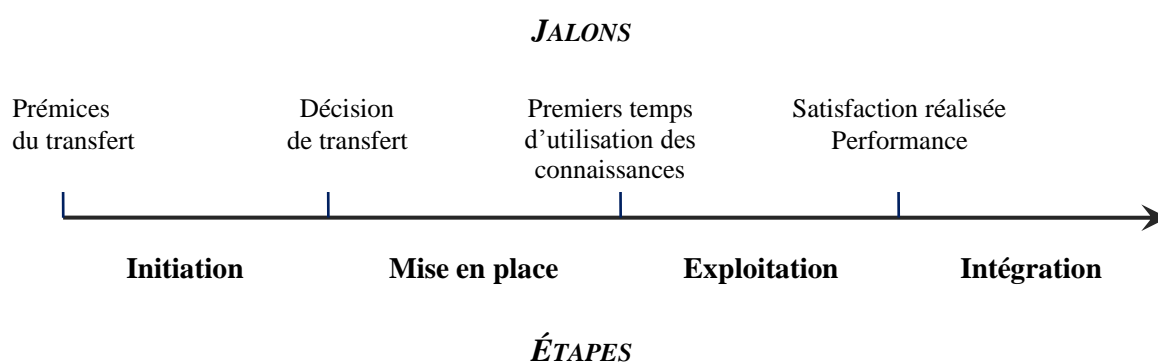 JALONS
Prémices
du transfert
Décision
de transfert
Premiers temps
d’utilisation des
connaissances
Satisfaction réalisée
Performance
Initiation
Mise en place
Exploitation
Intégration
ÉTAPES